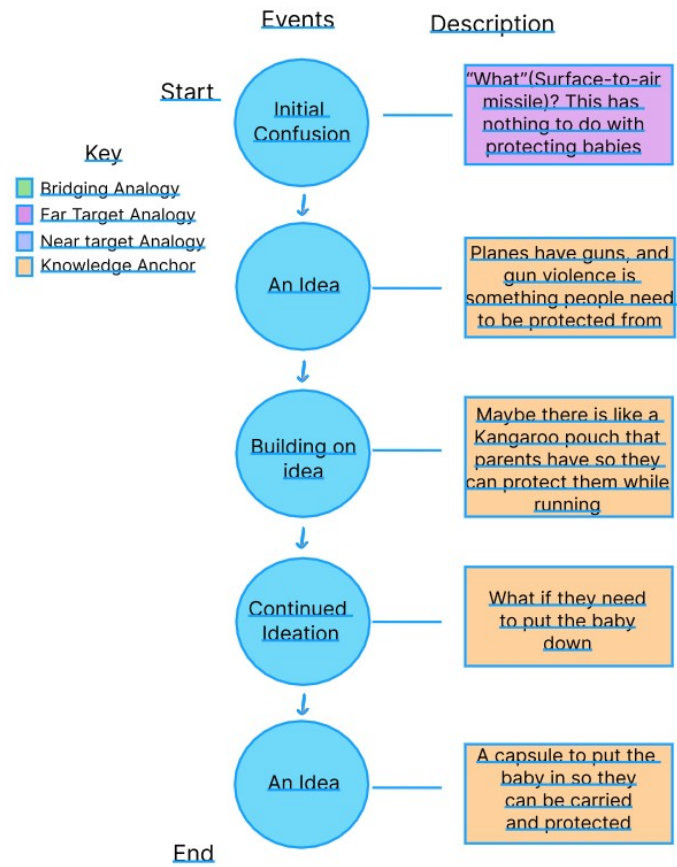 Events
Description
Start
Initial
Confusion
“What”(Surface-to-air
missile)? This has
nothing to do with
protecting babies
Key
Bridging Analogy
Far Target Analogy
Near target Analogy
Knowledge Anchor
An Idea
Planes have guns, and
gun violence is
something people need
to be protected from
Building on
idea
Maybe there is like a
Kangaroo pouch that
parents have so they
can protect them while
running
Continued
Ideation
What if they need
to put the baby
down
An Idea
A capsule to put the
baby in so they
can be carried
and protected
End